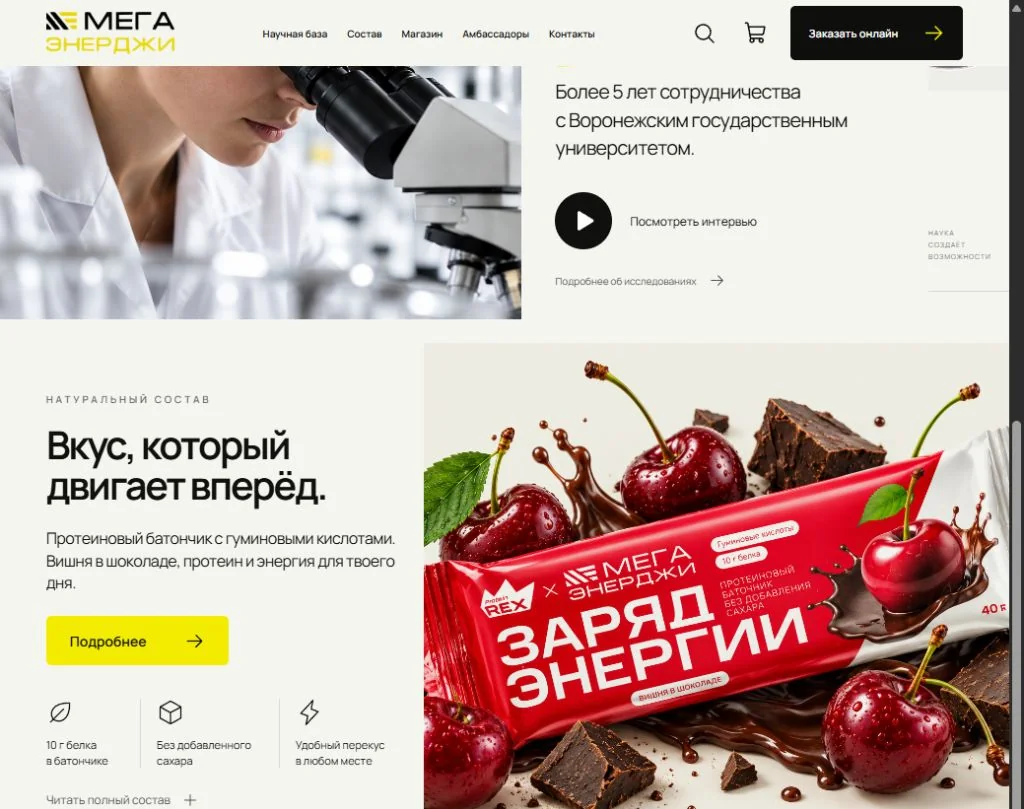 МЕГА
ЭНЕРДЖИ
Научная база
Состав
Магазин
Амбассадоры
Контакты
Заказать онлайн
Более 5 лет сотрудничества
с Воронежским государственным
университетом.
Посмотреть интервью
Подробнее об исследованиях
НАУКА
СОЗДАЁТ
ВОЗМОЖНОСТИ
НАТУРАЛЬНЫЙ СОСТАВ
Вкус, который
двигает вперёд.
Протеиновый батончик с гуминовыми кислотами.
Вишня в шоколаде, протеин и энергия для твоего
дня.
Подробнее
10 г белка
в батончике
Без добавленного
сахара
Удобный перекус
в любом месте
Читать полный состав
Protein
REX
×
МЕГА
ЭНЕРДЖИ
Гуминовые кислоты
10 г белка
ПРОТЕИНОВЫЙ
БАТОНЧИК
БЕЗ ДОБАВЛЕНИЯ
САХАРА
ЗАРЯД
ЭНЕРГИИ
ВИШНЯ В ШОКОЛАДЕ
40 г